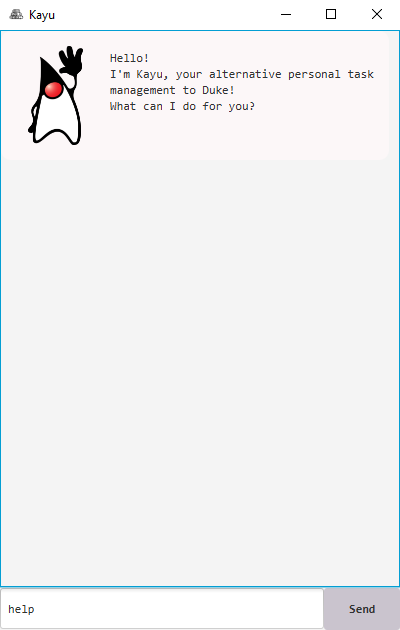 Kayu
Hello!
I'm Kayu, your alternative personal task
management to Duke!
What can I do for you?
help
Send